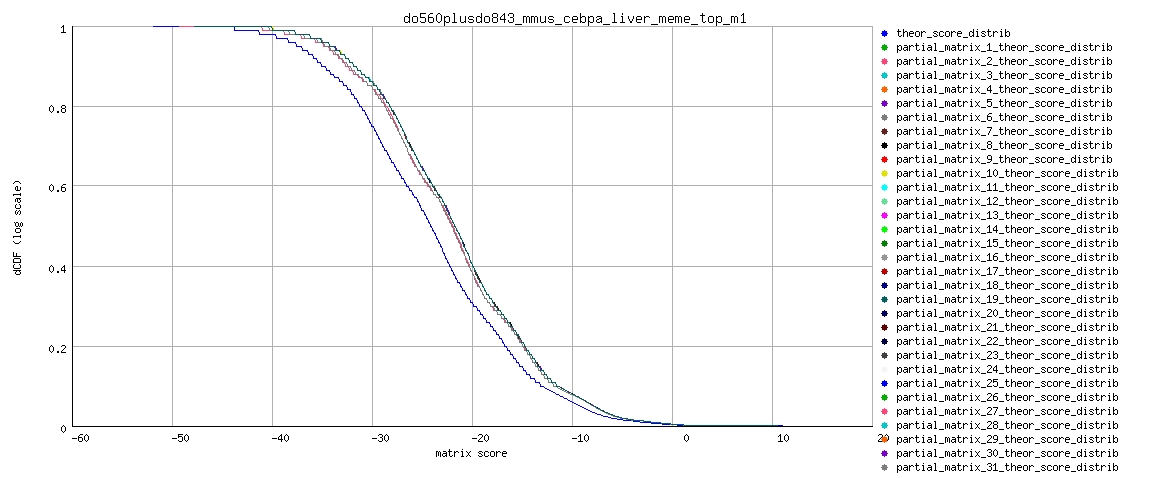 do560plusdo843_mmus_cebpa_liver_meme_top_m1
dCDF (log scale)
1
0.8
0.6
0.4
0.2
0
-60 -50 -40 -30 -20 -10 0 10 20
matrix score
theor_score_distrib
partial_matrix_1_theor_score_distrib
partial_matrix_2_theor_score_distrib
partial_matrix_3_theor_score_distrib
partial_matrix_4_theor_score_distrib
partial_matrix_5_theor_score_distrib
partial_matrix_6_theor_score_distrib
partial_matrix_7_theor_score_distrib
partial_matrix_8_theor_score_distrib
partial_matrix_9_theor_score_distrib
partial_matrix_10_theor_score_distrib
partial_matrix_11_theor_score_distrib
partial_matrix_12_theor_score_distrib
partial_matrix_13_theor_score_distrib
partial_matrix_14_theor_score_distrib
partial_matrix_15_theor_score_distrib
partial_matrix_16_theor_score_distrib
partial_matrix_17_theor_score_distrib
partial_matrix_18_theor_score_distrib
partial_matrix_19_theor_score_distrib
partial_matrix_20_theor_score_distrib
partial_matrix_21_theor_score_distrib
partial_matrix_22_theor_score_distrib
partial_matrix_23_theor_score_distrib
partial_matrix_24_theor_score_distrib
partial_matrix_25_theor_score_distrib
partial_matrix_26_theor_score_distrib
partial_matrix_27_theor_score_distrib
partial_matrix_28_theor_score_distrib
partial_matrix_29_theor_score_distrib
partial_matrix_30_theor_score_distrib
partial_matrix_31_theor_score_distrib